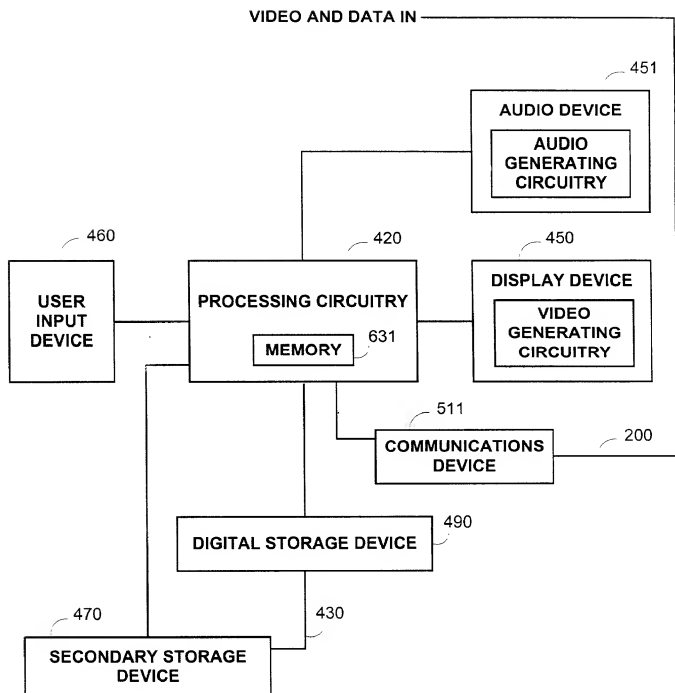 VIDEO AND DATA IN
451
AUDIO DEVICE
AUDIO
GENERATING
CIRCUITRY
460
420
450
USER
INPUT
DEVICE
PROCESSING CIRCUITRY
MEMORY
631
DISPLAY DEVICE
VIDEO
GENERATING
CIRCUITRY
511
200
COMMUNICATIONS
DEVICE
490
DIGITAL STORAGE DEVICE
470
430
SECONDARY STORAGE
DEVICE